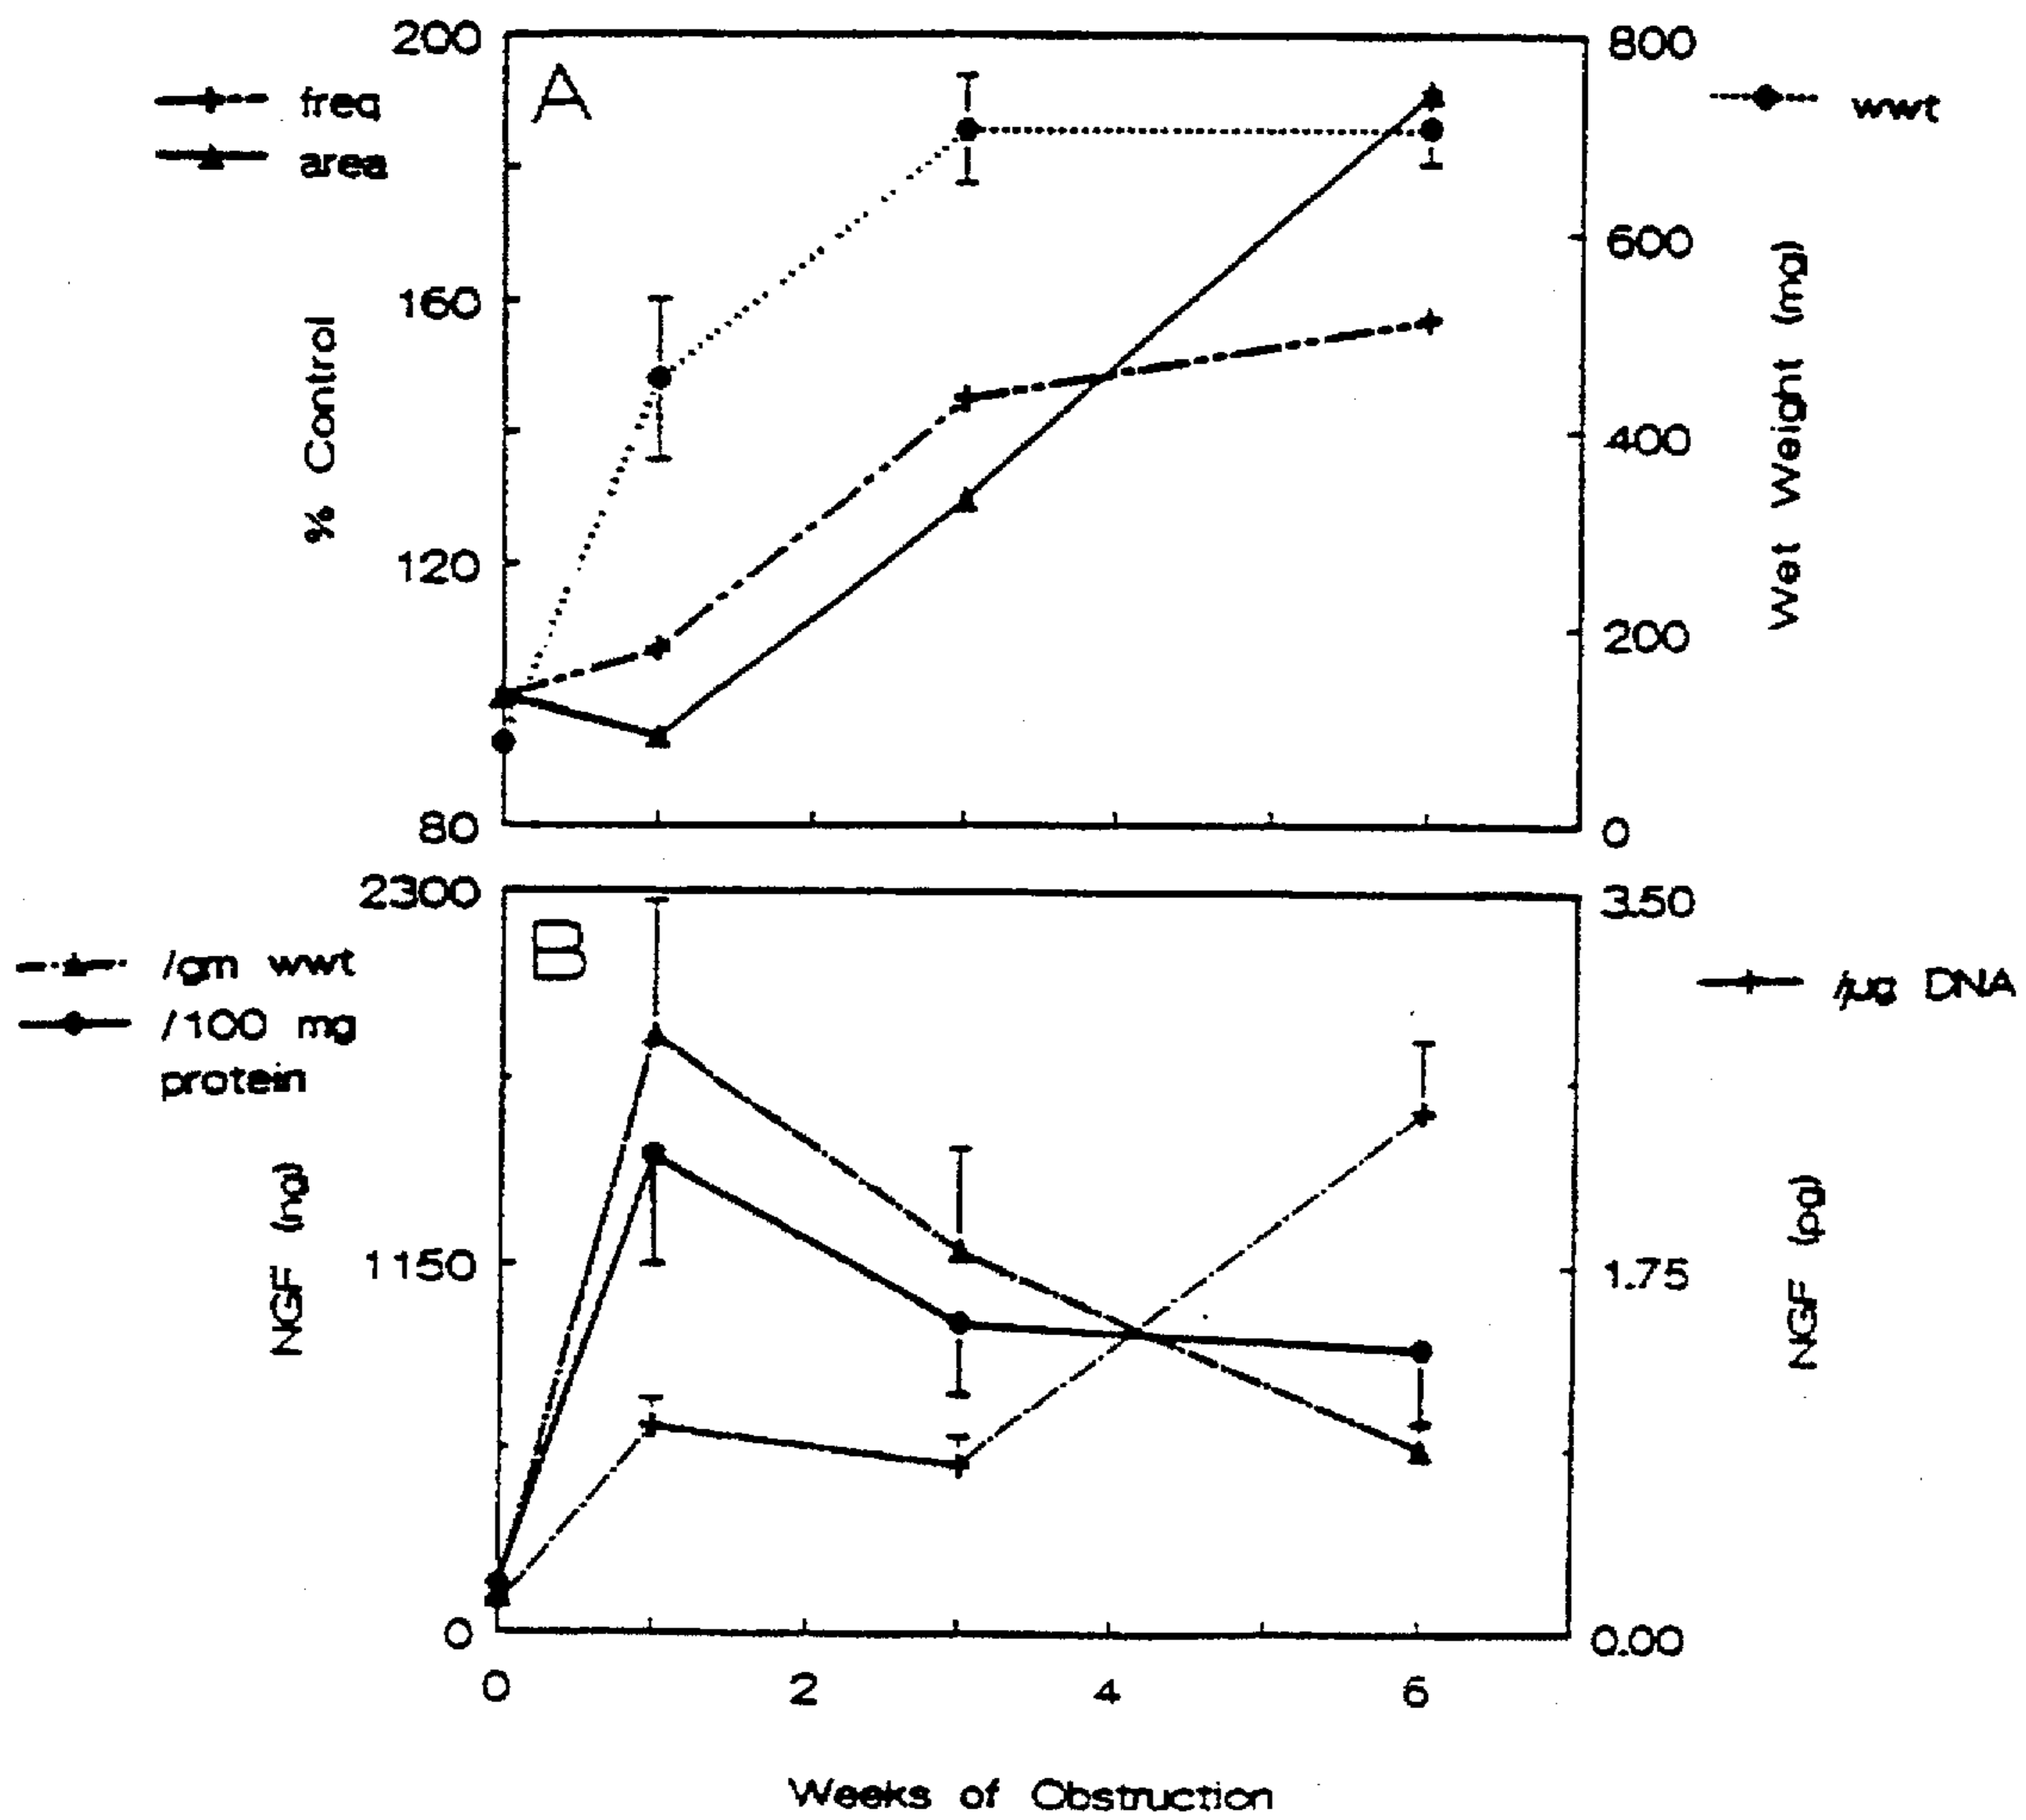 200
800
A
freq
area
wwt
160
600
% Control
Wet Weight (mg)
400
120
200
80
0
2300
3.50
B
/gm wwt
/100 mg
protein
/µg DNA
NGF (ng)
1150
1.75
NGF (pg)
0
0.00
0 2 4 6
Weeks of Obstruction